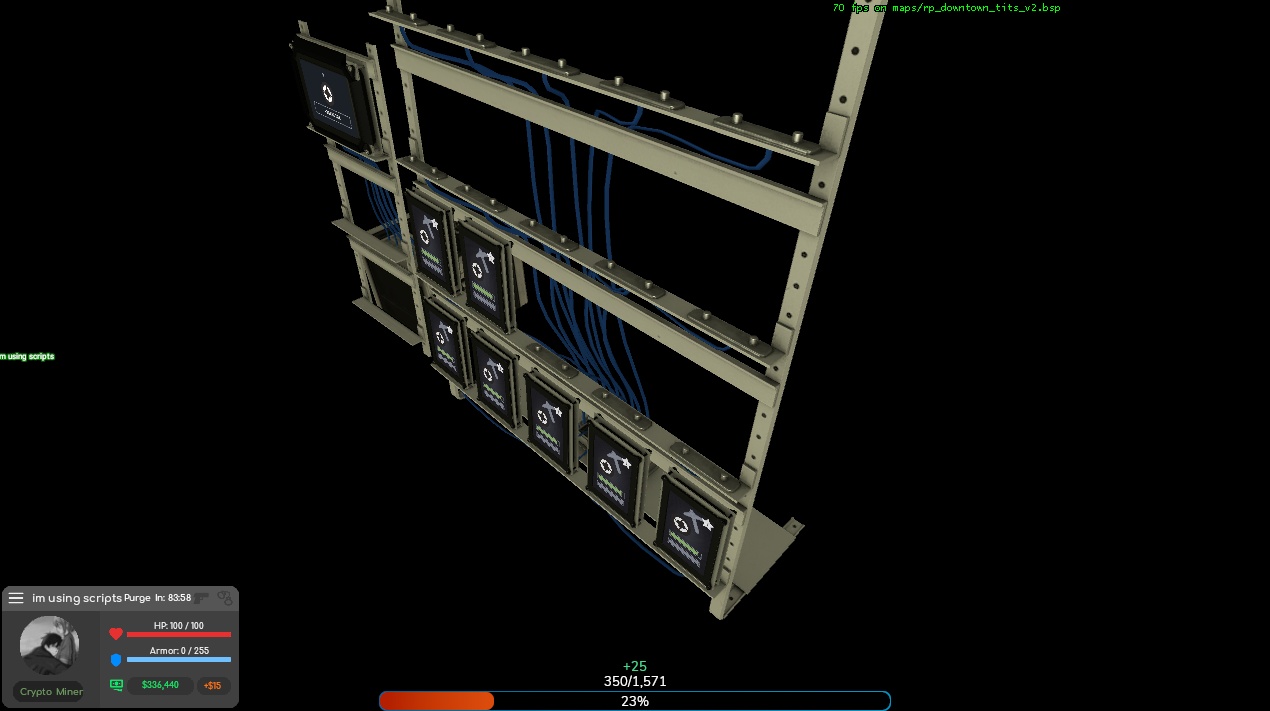 70 fps on maps/rp_downtown_tits_v2.bsp
m using scripts
im using scripts
Purge In: 83:58
HP: 100 / 100
Armor: 0 / 255
Crypto Miner
$336,440
+$15
+25
350/1,571
23%